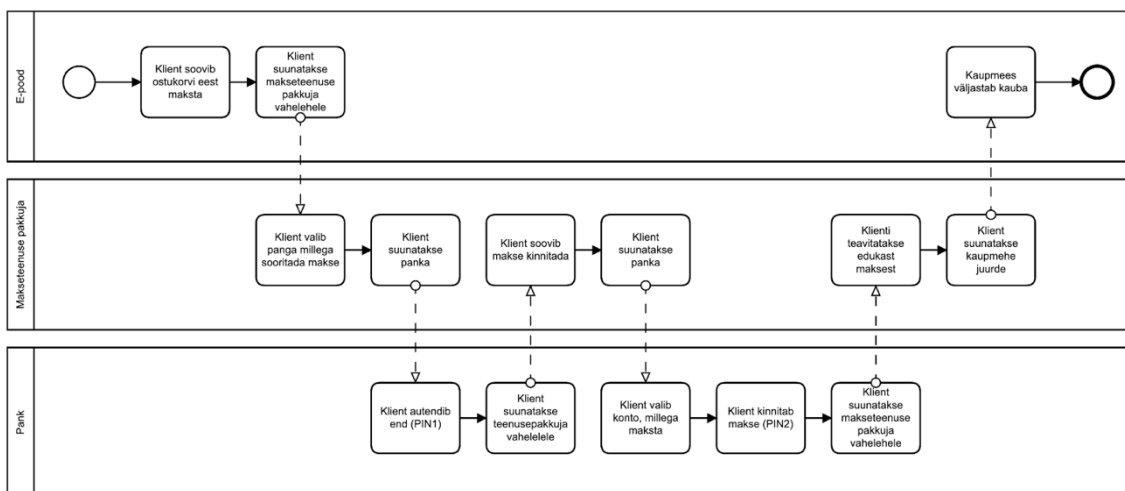 E-pood
Klient soovib
ostukorvi eest
maksta
Klient
suunatakse
makseteenuse
pakkuja
vahelehele
Kaupmees
väljastab kauba
Makseteenuse pakkuja
Klient valib
panga millega
sooritada makse
Klient
suunatakse
panka
Klient soovib
makse kinnitada
Klient
suunatakse
panka
Klienti
teavitatakse
edukast
maksest
Klient
suunatakse
kaupmehe
juurde
Pank
Klient autendib
end (PIN1)
Klient
suunatakse
teenusepakkuja
vahelelele
Klient valib
konto, millega
maksta
Klient kinnitab
makse (PIN2)
Klient
suunatakse
makseteenuse
pakkuja
vahelehele